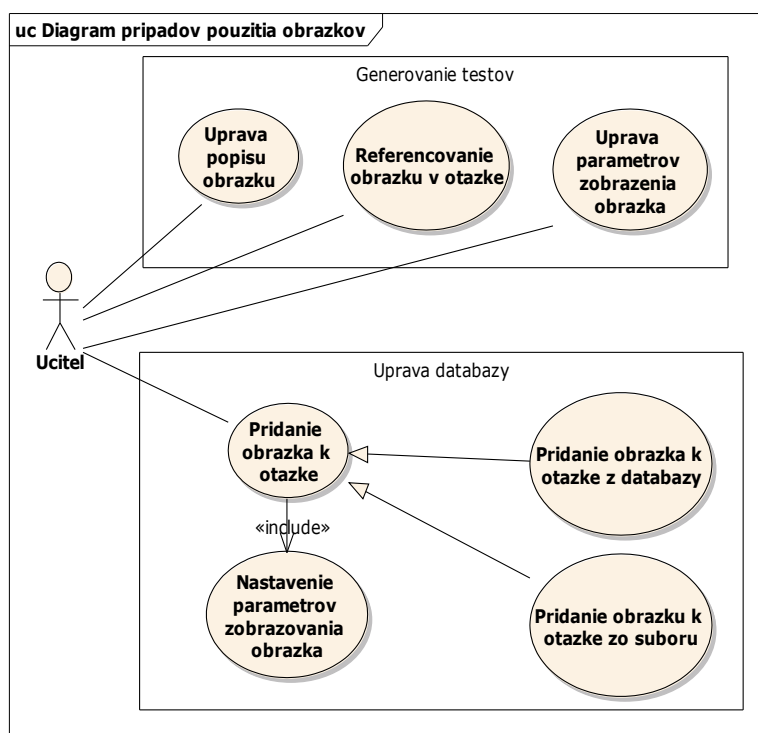 uc Diagram pripadov pouzitia obrazkov
Generovanie testov
Uprava
popisu
obrazku
Referencovanie
obrazku v otazke
Uprava
parametrov
zobrazenia
obrazka
Ucitel
Uprava databazy
Pridanie
obrazka k
otazke
Pridanie obrazka k
otazke z databazy
«include»
Nastavenie
parametrov
zobrazovania
obrazka
Pridanie obrazku k
otazke zo suboru